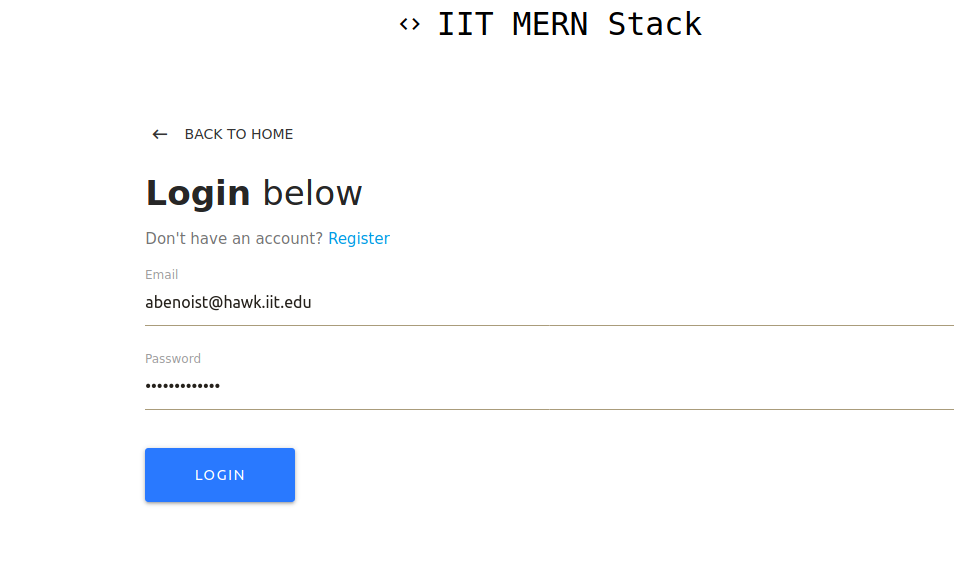 <> IIT MERN Stack
← BACK TO HOME
Login below
Don't have an account? Register
Email
abenoist@hawk.iit.edu
Password
•••••••••••••
LOGIN